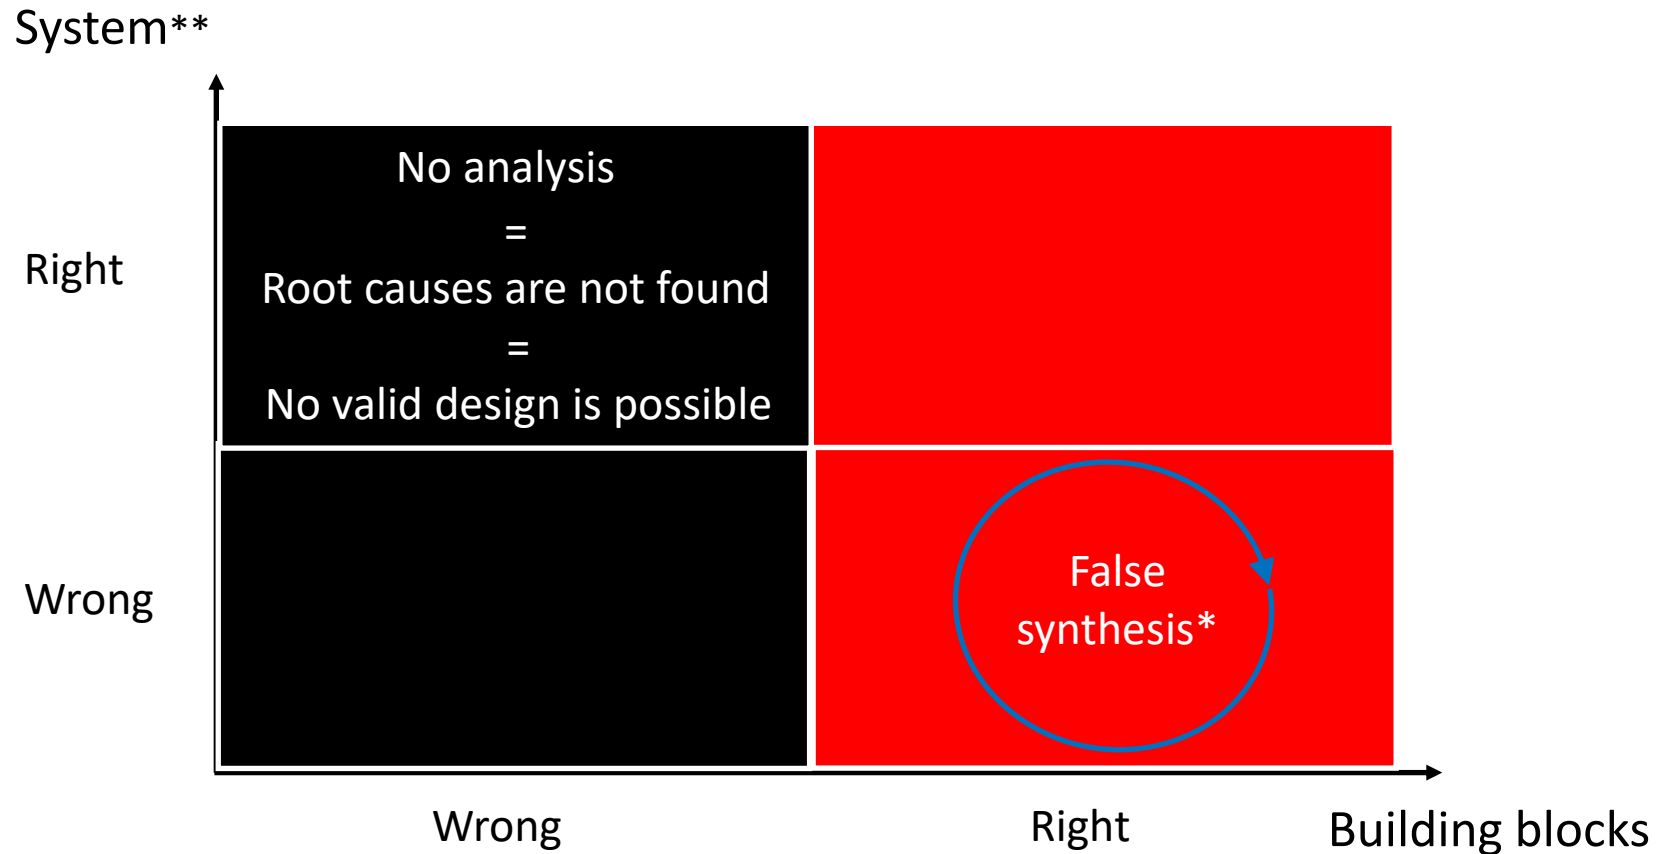 System**
No analysis
=
Root causes are not found
=
No valid design is possible
Right
False
synthesis*
Wrong
Wrong
Right
Building blocks